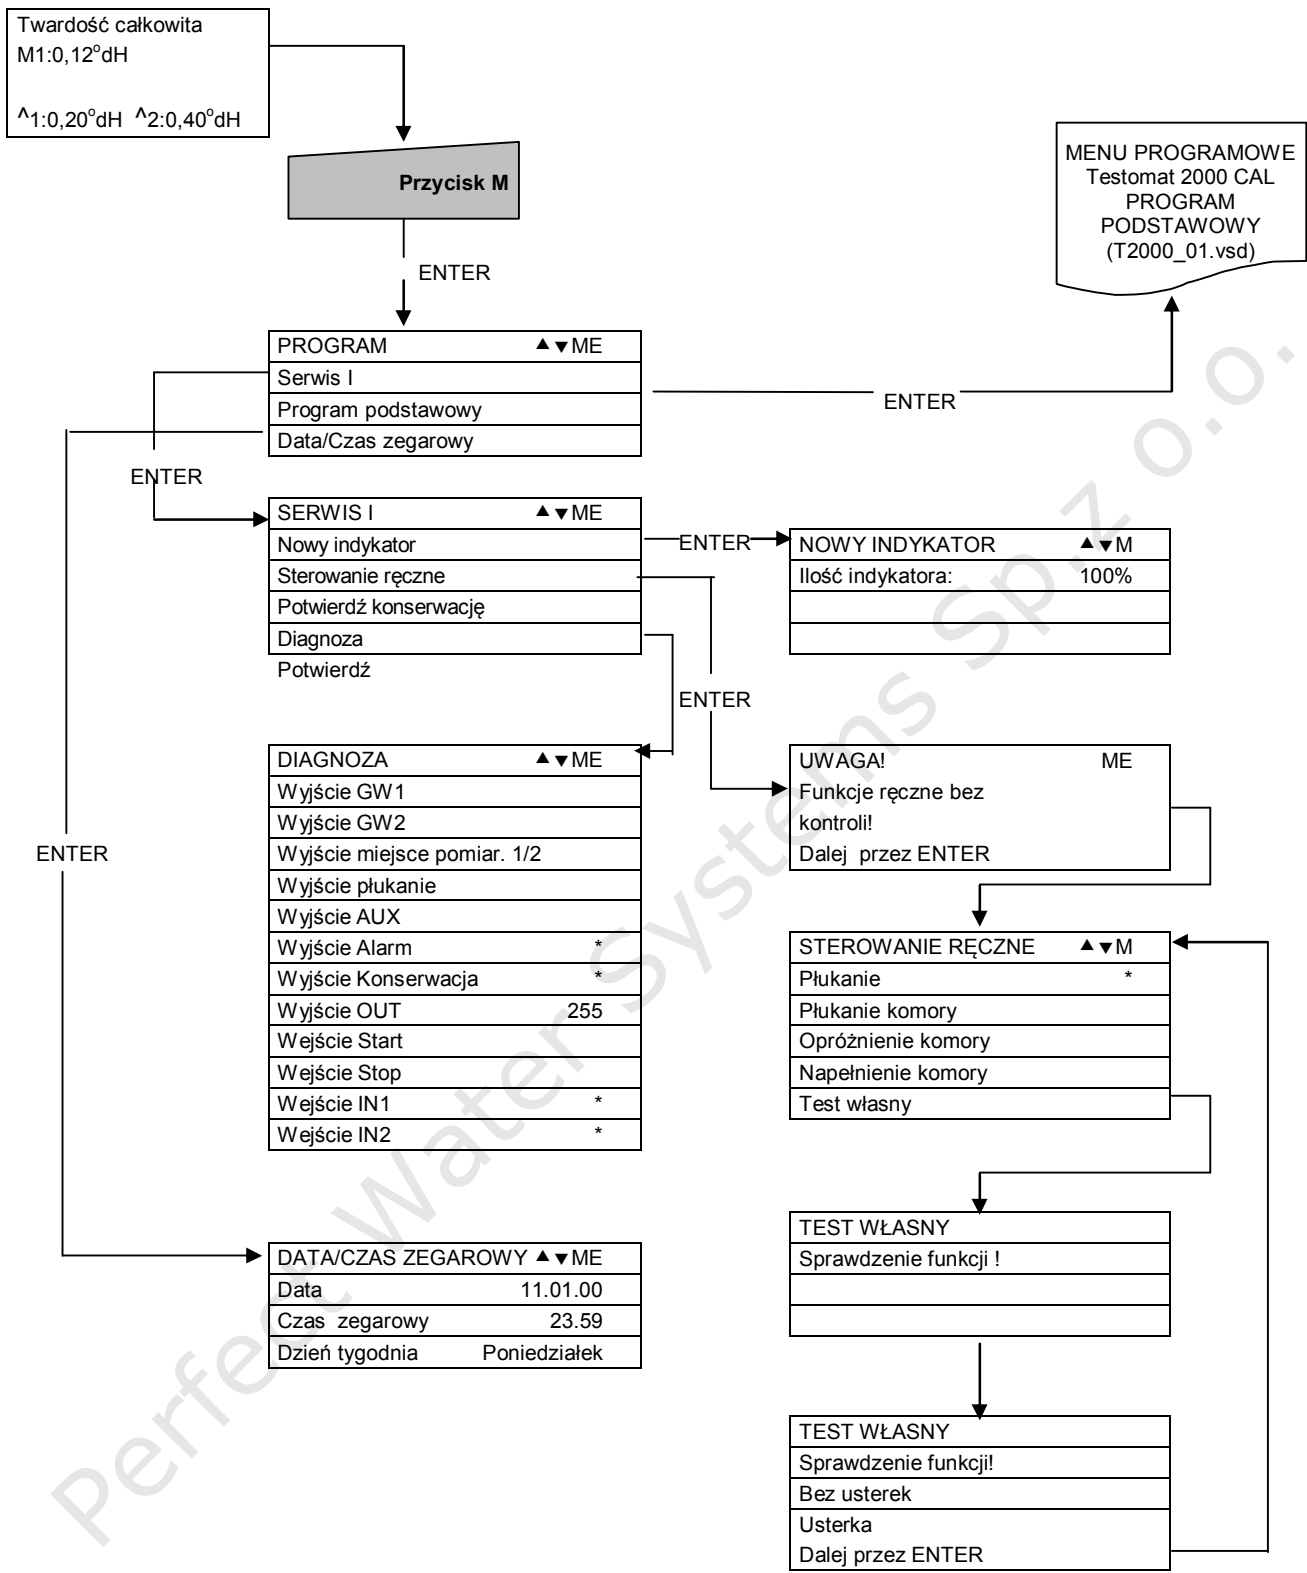 Twardość całkowita
M1:0,12°dH
^1:0,20°dH ^2:0,40°dH
Przycisk M
ENTER
MENU PROGRAMOWE
Testomat 2000 CAL
PROGRAM
PODSTAWOWY
(T2000_01.vsd)
PROGRAM ▲▼ME
Serwis I
Program podstawowy
Data/Czas zegarowy
ENTER
ENTER
SERWIS I ▲▼ME
Nowy indykator
Sterowanie ręczne
Potwierdź konserwację
Diagnoza
Potwierdź
ENTER
NOWY INDYKATOR ▲▼M
Ilość indykatora: 100%
ENTER
DIAGNOZA ▲▼ME
Wyjście GW1
Wyjście GW2
Wyjście miejsce pomiar. 1/2
Wyjście płukanie
Wyjście AUX
Wyjście Alarm *
Wyjście Konserwacja *
Wyjście OUT 255
Wejście Start
Wejście Stop
Wejście IN1 *
Wejście IN2 *
ENTER
UWAGA! ME
Funkcje ręczne bez
kontroli!
Dalej przez ENTER
STEROWANIE RĘCZNE ▲▼M
Płukanie *
Płukanie komory
Opróżnienie komory
Napełnienie komory
Test własny
TEST WŁASNY
Sprawdzenie funkcji !
DATA/CZAS ZEGAROWY ▲▼ME
Data 11.01.00
Czas zegarowy 23.59
Dzień tygodnia Poniedziałek
TEST WŁASNY
Sprawdzenie funkcji!
Bez usterek
Usterka
Dalej przez ENTER
Perfect Water Systems Sp.z o.o.